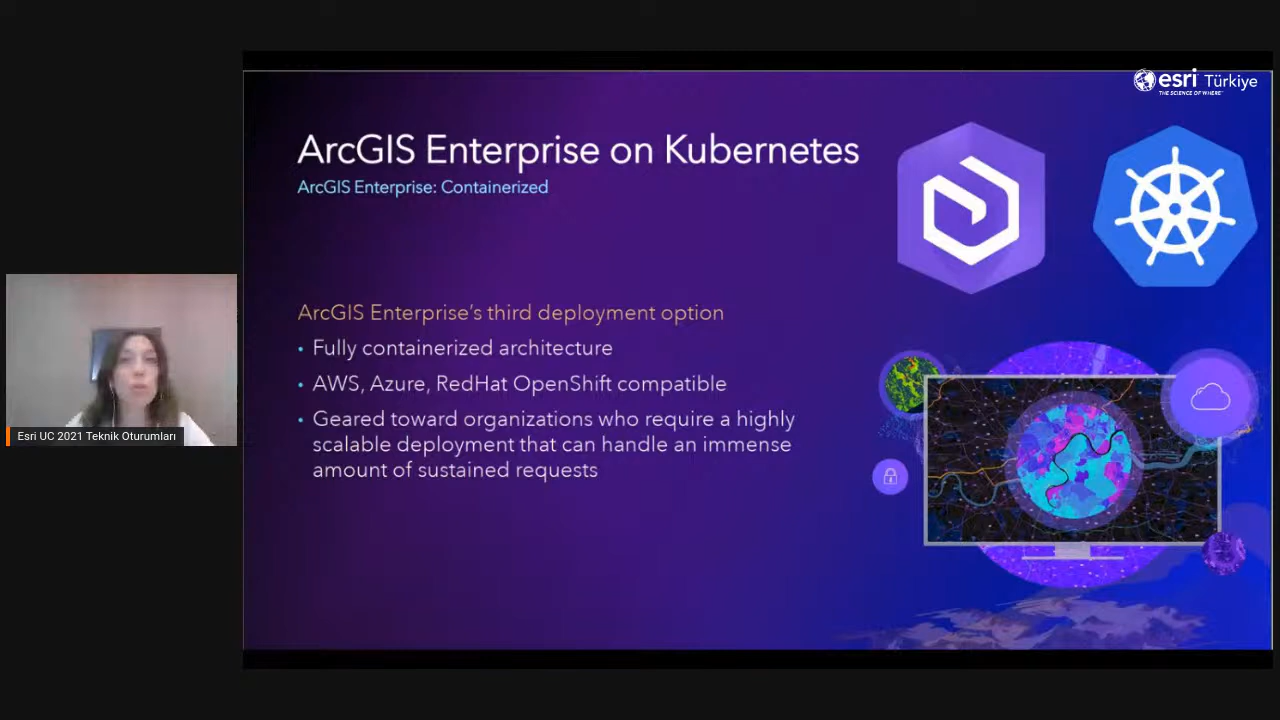 esri Türkiye
THE SCIENCE OF WHERE™
ArcGIS Enterprise on Kubernetes
ArcGIS Enterprise: Containerized
ArcGIS Enterprise’s third deployment option
• Fully containerized architecture
• AWS, Azure, RedHat OpenShift compatible
• Geared toward organizations who require a highly
scalable deployment that can handle an immense
amount of sustained requests
Esri UC 2021 Teknik Oturumları